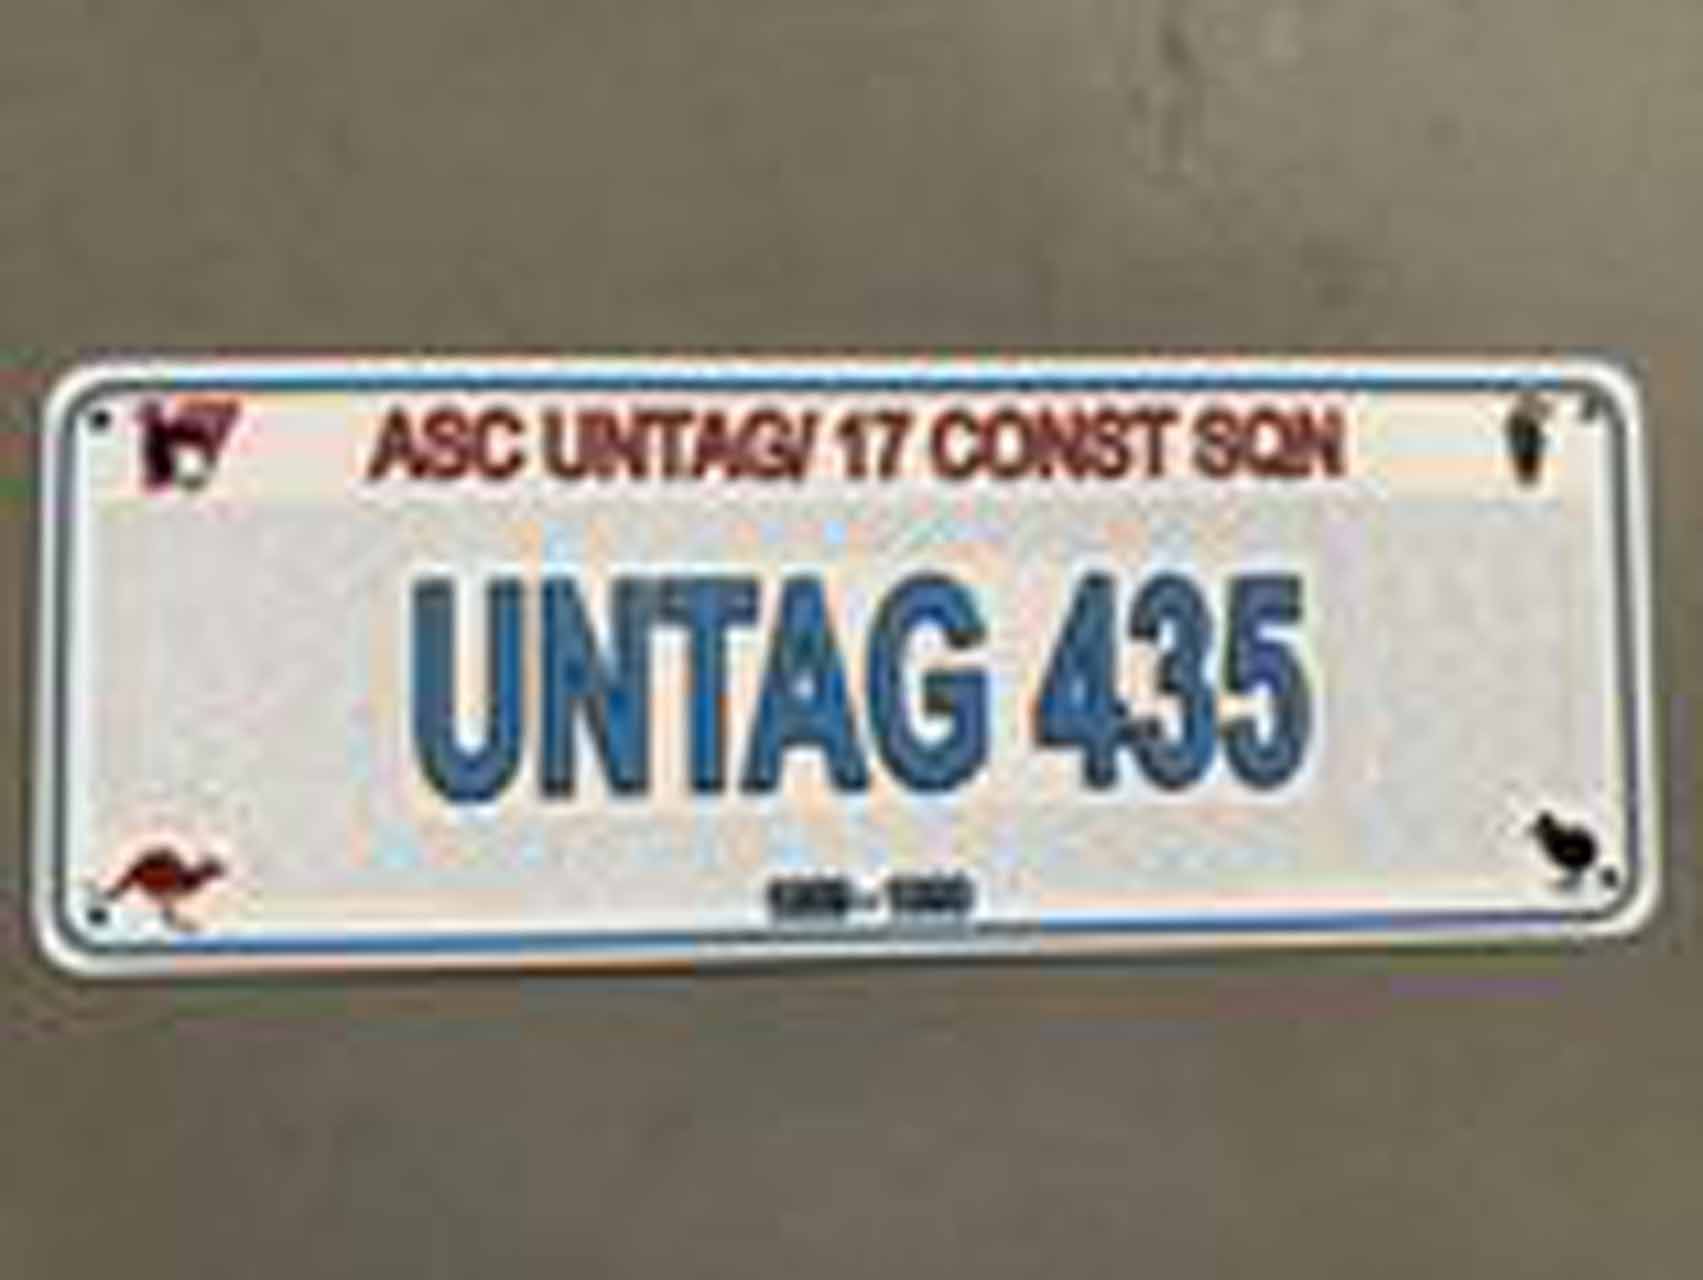 ASC UNTAG/ 17 CONST SQN
UNTAG 435